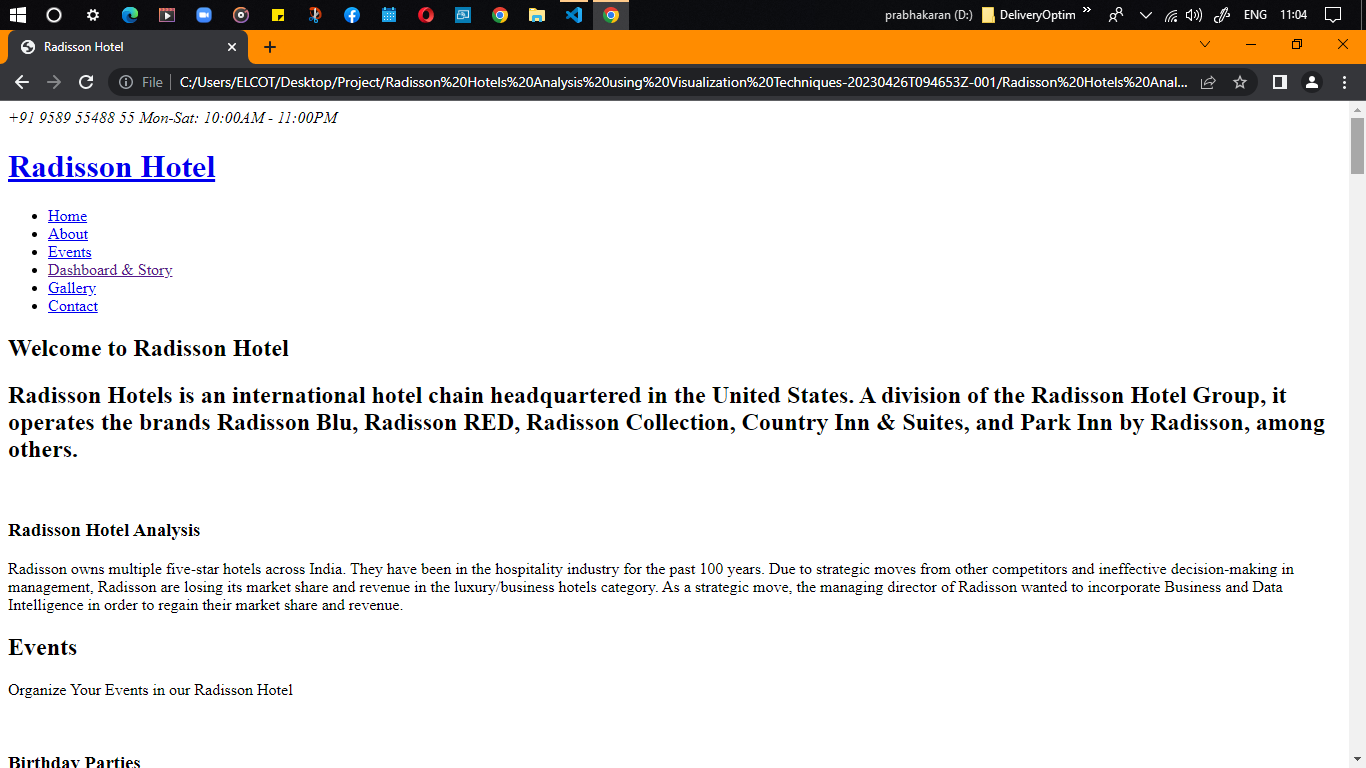 prabhakaran (D:) DeliveryOptim » ENG 11:04
Radisson Hotel
File C:/Users/ELCOT/Desktop/Project/Radisson%20Hotels%20Analysis%20using%20Visualization%20Techniques-20230426T094653Z-001/Radisson%20Hotels%20Anal...
+91 9589 55488 55 Mon-Sat: 10:00AM - 11:00PM
Radisson Hotel
Home
About
Events
Dashboard & Story
Gallery
Contact
Welcome to Radisson Hotel
Radisson Hotels is an international hotel chain headquartered in the United States. A division of the Radisson Hotel Group, it
operates the brands Radisson Blu, Radisson RED, Radisson Collection, Country Inn & Suites, and Park Inn by Radisson, among
others.
Radisson Hotel Analysis
Radisson owns multiple five-star hotels across India. They have been in the hospitality industry for the past 100 years. Due to strategic moves from other competitors and ineffective decision-making in
management, Radisson are losing its market share and revenue in the luxury/business hotels category. As a strategic move, the managing director of Radisson wanted to incorporate Business and Data
Intelligence in order to regain their market share and revenue.
Events
Organize Your Events in our Radisson Hotel
Birthday Parties